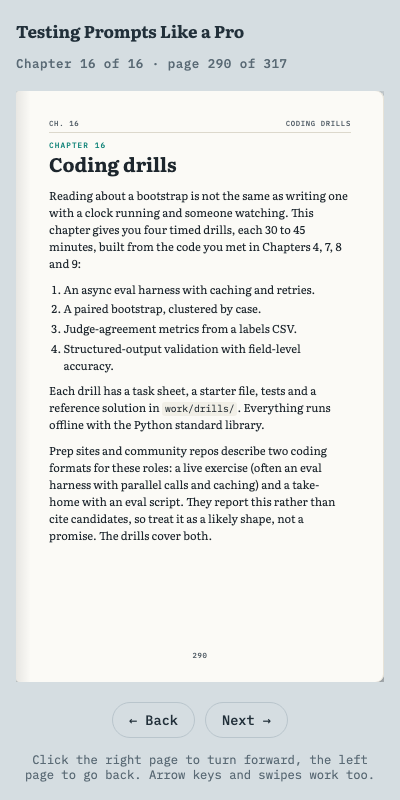 Testing Prompts Like a Pro
Chapter 16 of 16 · page 290 of 317
CH. 16
CODING DRILLS
CHAPTER 16
Coding drills
Reading about a bootstrap is not the same as writing one
with a clock running and someone watching. This
chapter gives you four timed drills, each 30 to 45
minutes, built from the code you met in Chapters 4, 7, 8
and 9:
1. An async eval harness with caching and retries.
2. A paired bootstrap, clustered by case.
3. Judge-agreement metrics from a labels CSV.
4. Structured-output validation with field-level
accuracy.
Each drill has a task sheet, a starter file, tests and a
reference solution in work/drills/. Everything runs
offline with the Python standard library.
Prep sites and community repos describe two coding
formats for these roles: a live exercise (often an eval
harness with parallel calls and caching) and a take-
home with an eval script. They report this rather than
cite candidates, so treat it as a likely shape, not a
promise. The drills cover both.
290
← Back
Next →
Click the right page to turn forward, the left
page to go back. Arrow keys and swipes work too.